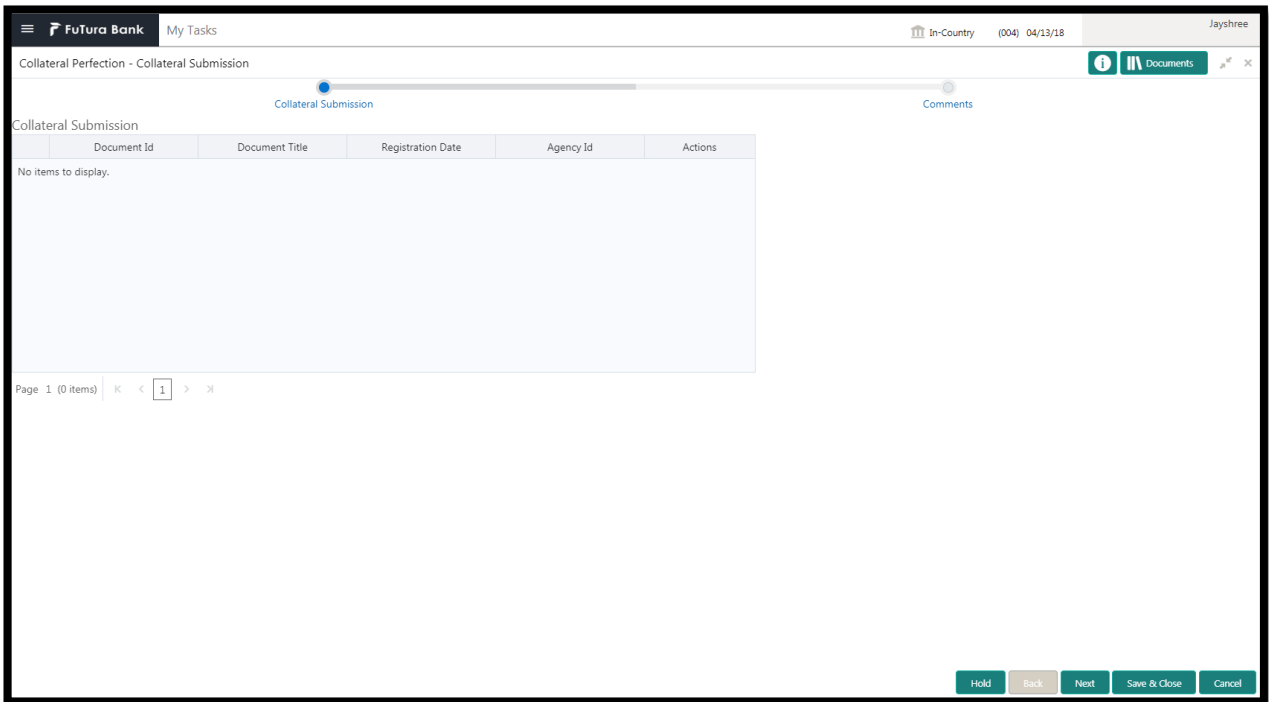 FuTura Bank My Tasks In-Country (004) 04/13/18 Jayshree
Collateral Perfection - Collateral Submission Documents
Collateral Submission Comments
Collateral Submission
Document Id Document Title Registration Date Agency Id Actions
No items to display.
Page 1 (0 items) 1
Hold Back Next Save & Close Cancel